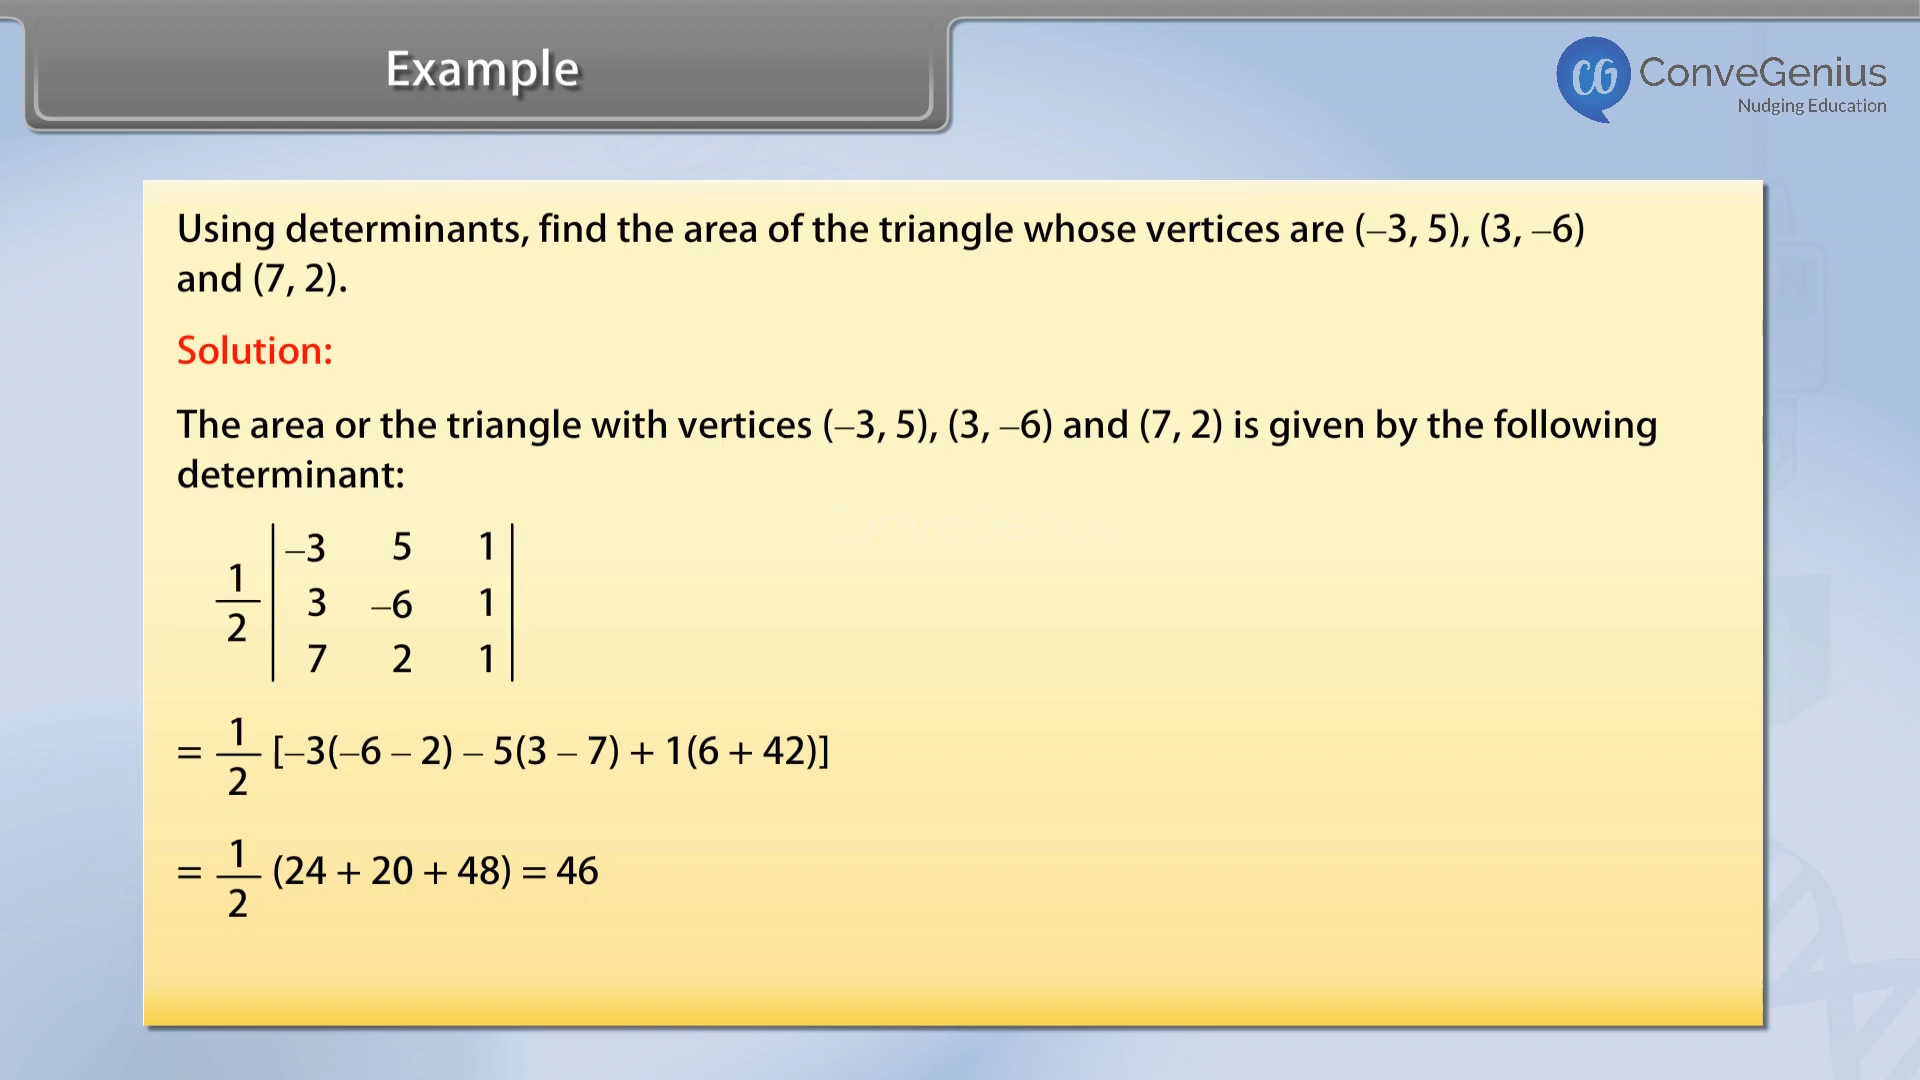 Example
CG ConveGenius
Nudging Education
Using determinants, find the area of the triangle whose vertices are (–3, 5), (3, –6)
and (7, 2).
Solution:
The area or the triangle with vertices (–3, 5), (3, –6) and (7, 2) is given by the following
determinant:
ConveGenius
1/2 | –3 5 1 |
| 3 –6 1 |
| 7 2 1 |
= 1/2 [–3(–6 – 2) – 5(3 – 7) + 1(6 + 42)]
= 1/2 (24 + 20 + 48) = 46